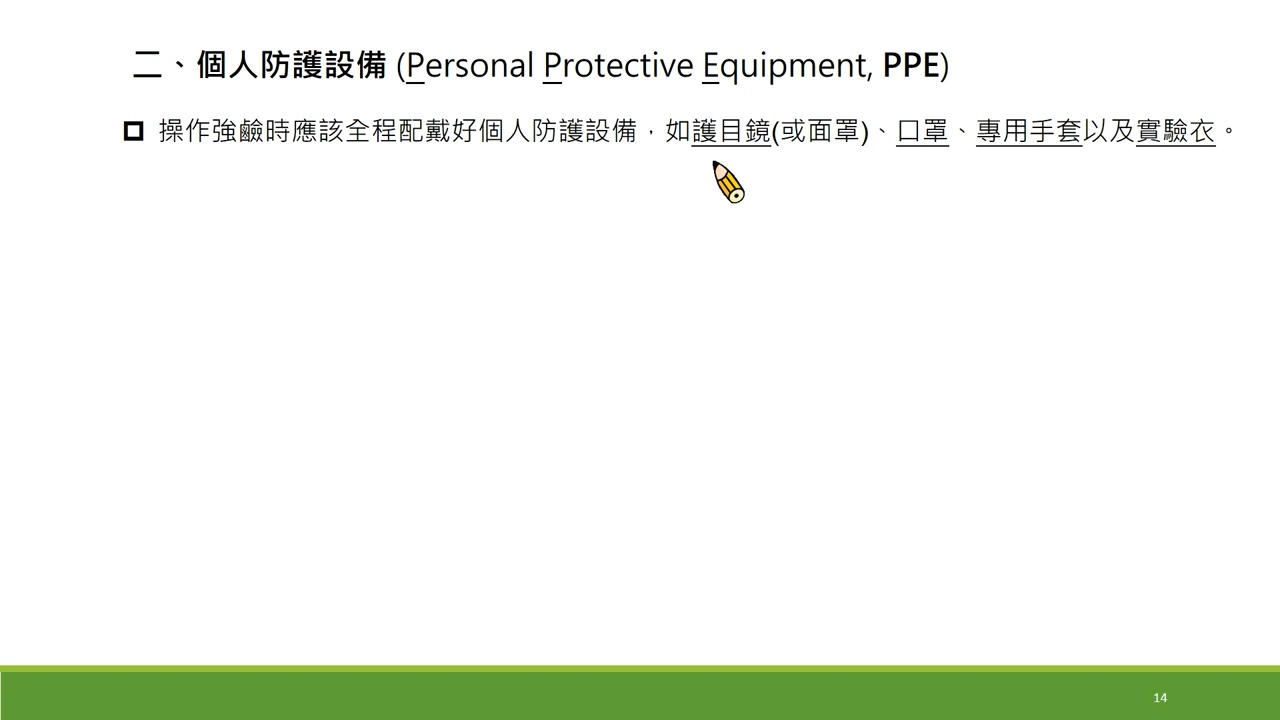 二、個人防護設備 (Personal Protective Equipment, PPE)
操作強鹼時應該全程配戴好個人防護設備，如護目鏡(或面罩)、口罩、專用手套以及實驗衣。
14